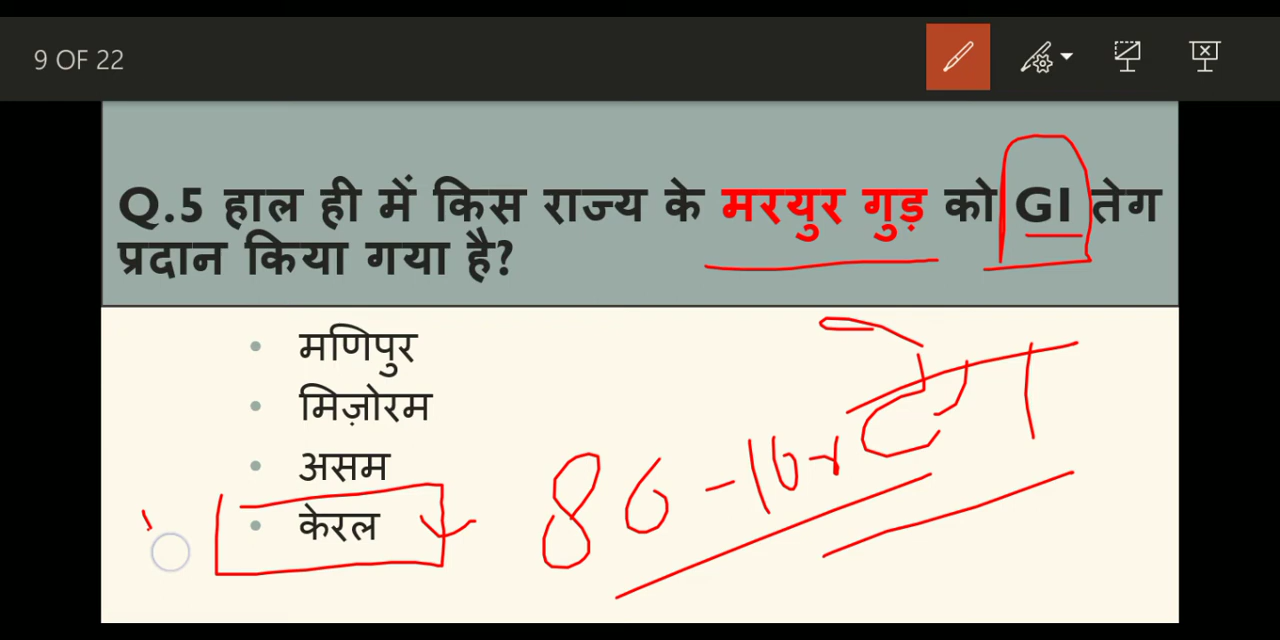 9 OF 22
Q.5 हाल ही में किस राज्य के मरयुर गुड़ को GI तेग
प्रदान किया गया है?
मणिपुर
मिज़ोरम
असम
केरल